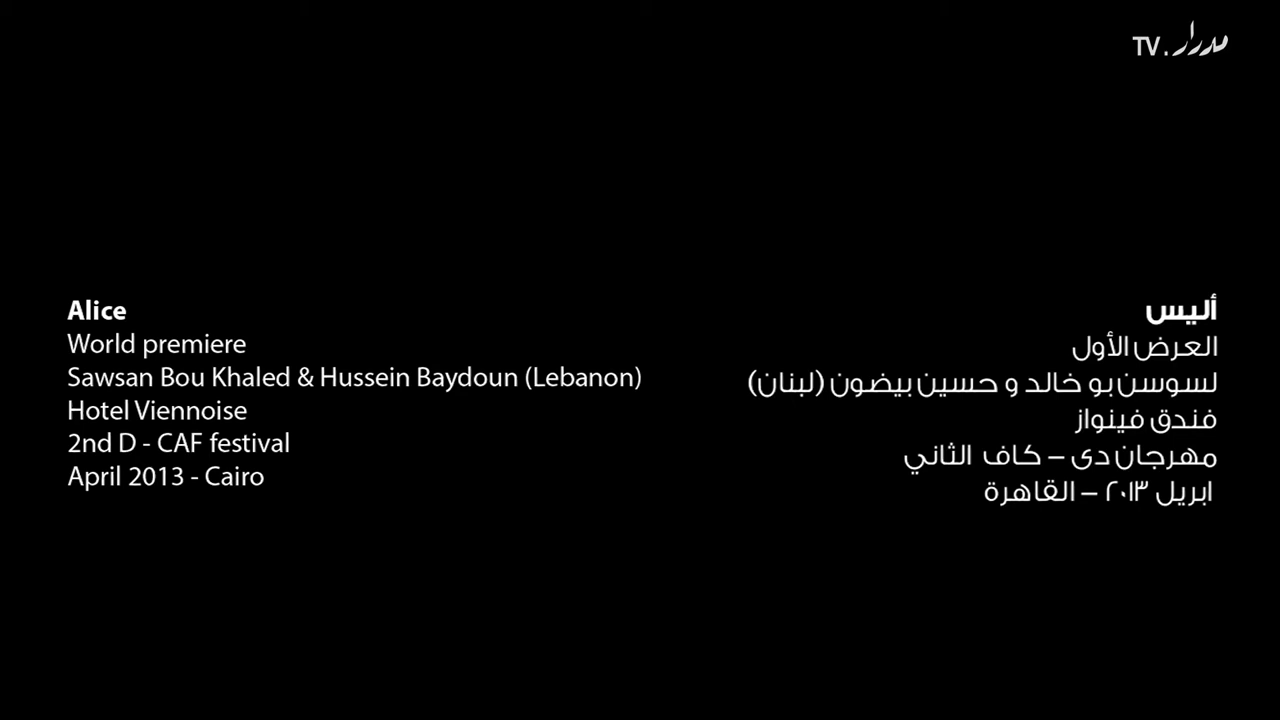 مدرار.TV
Alice
World premiere
Sawsan Bou Khaled & Hussein Baydoun (Lebanon)
Hotel Viennoise
2nd D - CAF festival
April 2013 - Cairo
أليس
العرض الأول
لسوسن بو خالد و حسين بيضون (لبنان)
فندق فينواز
مهرجان دى – كاف الثاني
ابريل ٢٠١٣ – القاهرة